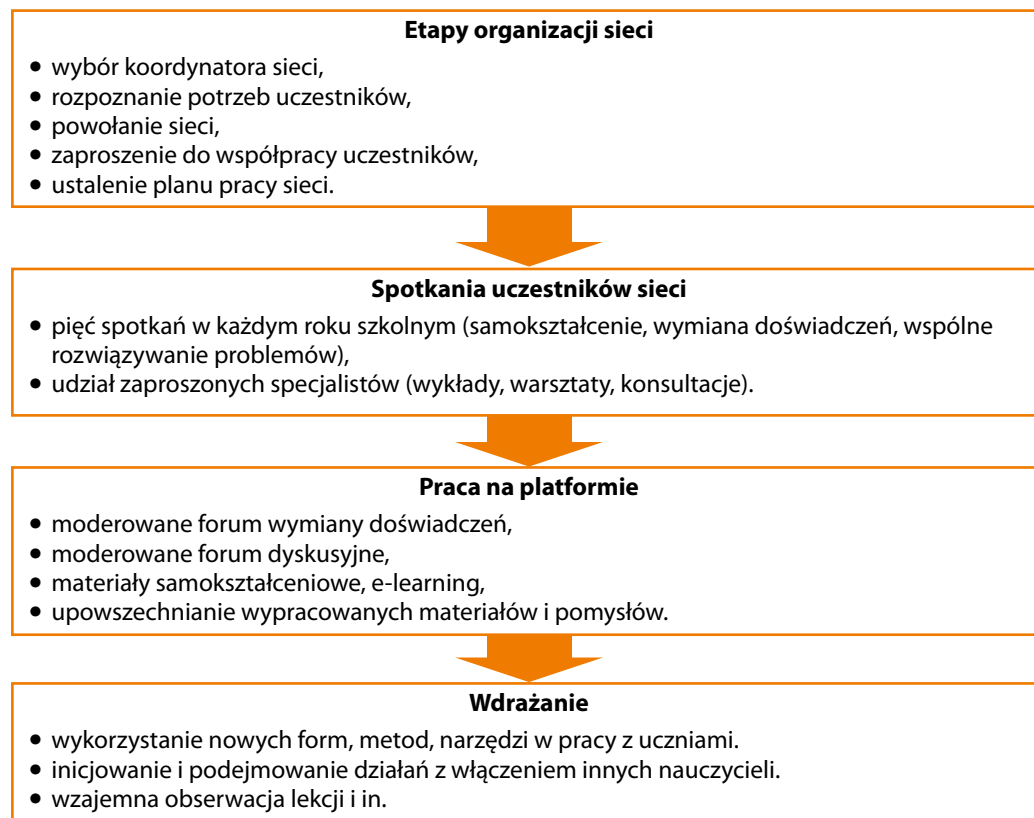 Etapy organizacji sieci
• wybór koordynatora sieci,
• rozpoznanie potrzeb uczestników,
• powołanie sieci,
• zaproszenie do współpracy uczestników,
• ustalenie planu pracy sieci.
Spotkania uczestników sieci
• pięć spotkań w każdym roku szkolnym (samokształcenie, wymiana doświadczeń, wspólne
rozwiązywanie problemów),
• udział zaproszonych specjalistów (wykłady, warsztaty, konsultacje).
Praca na platformie
• moderowane forum wymiany doświadczeń,
• moderowane forum dyskusyjne,
• materiały samokształceniowe, e-learning,
• upowszechnianie wypracowanych materiałów i pomysłów.
Wdrażanie
• wykorzystanie nowych form, metod, narzędzi w pracy z uczniami.
• inicjowanie i podejmowanie działań z włączeniem innych nauczycieli.
• wzajemna obserwacja lekcji i in.